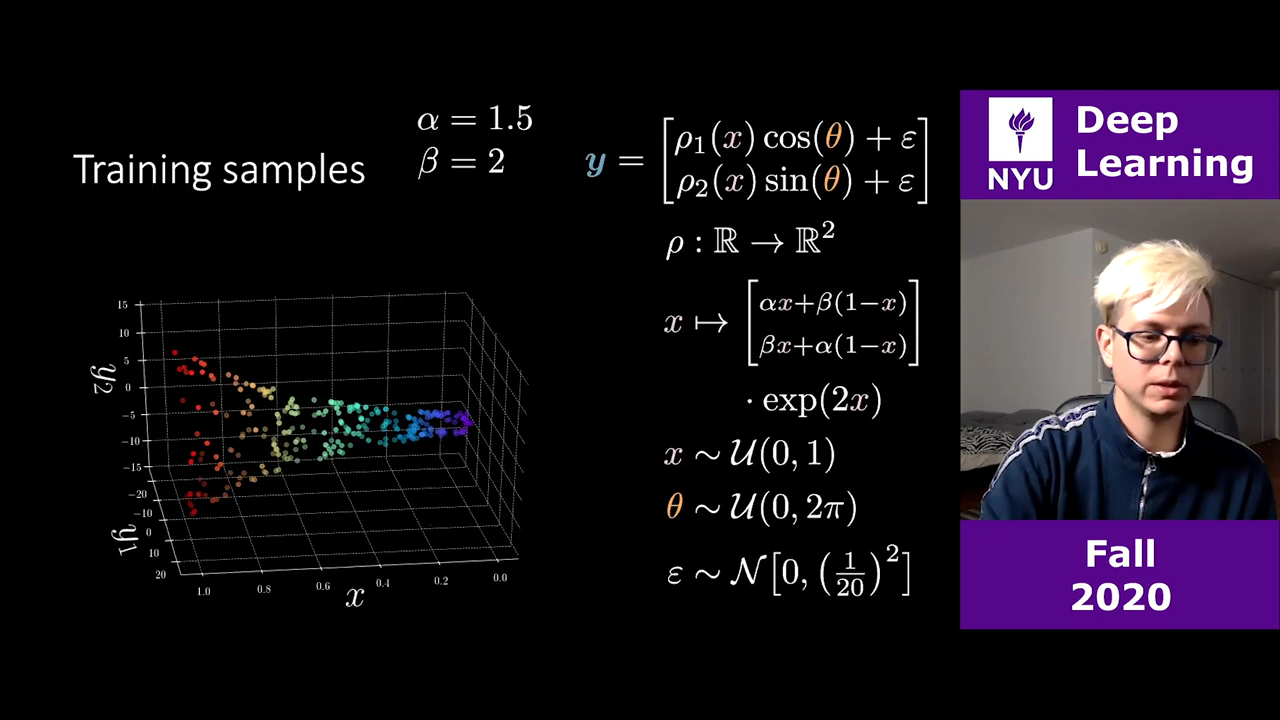 Training samples
α = 1.5
β = 2
y = [ρ₁(x) cos(θ) + ε
ρ₂(x) sin(θ) + ε]
ρ : ℝ → ℝ²
x ↦ [αx+β(1−x)
βx+α(1−x)]
· exp(2x)
x ∼ 𝒰(0, 1)
θ ∼ 𝒰(0, 2π)
ε ∼ 𝒩[0, (1/20)²]
15
10
5
0
−5
−10
−15
y₂
−20
−10
0
10
20
y₁
1.0
0.8
0.6
0.4
0.2
0.0
x
NYU
Deep
Learning
Fall
2020